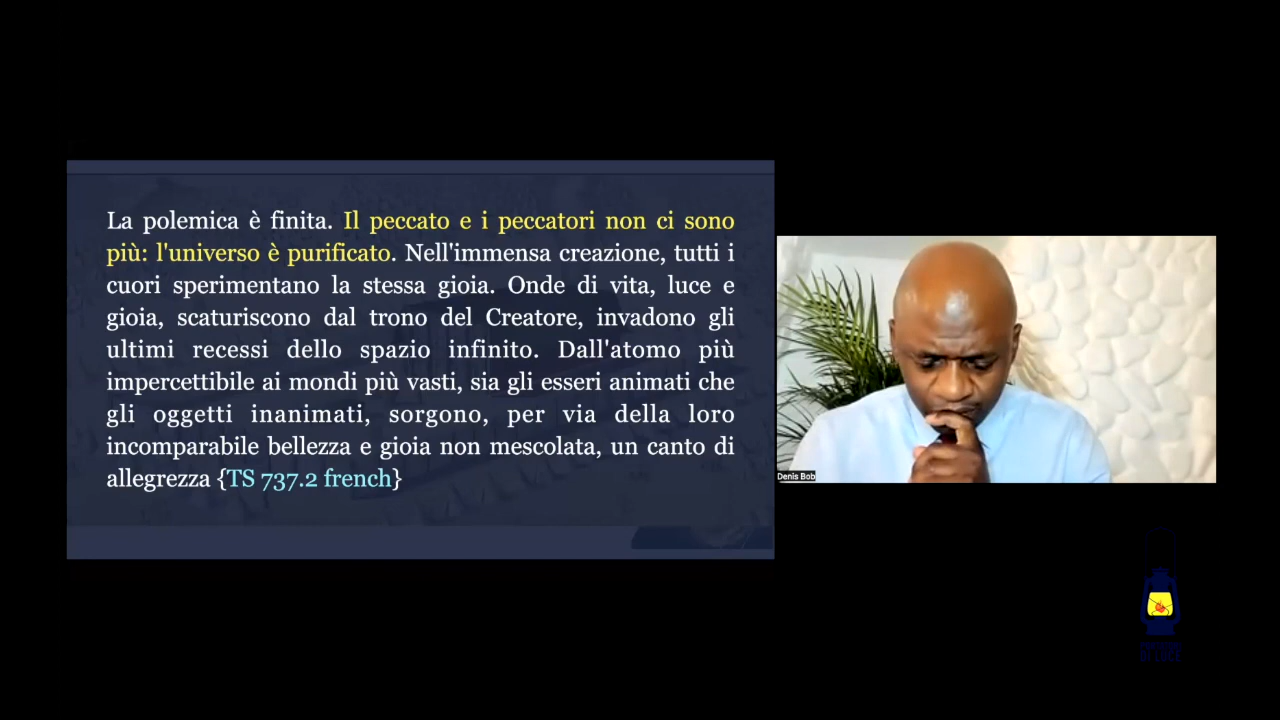 La polemica è finita. Il peccato e i peccatori non ci sono
più: l'universo è purificato. Nell'immensa creazione, tutti i
cuori sperimentano la stessa gioia. Onde di vita, luce e
gioia, scaturiscono dal trono del Creatore, invadono gli
ultimi recessi dello spazio infinito. Dall'atomo più
impercettibile ai mondi più vasti, sia gli esseri animati che
gli oggetti inanimati, sorgono, per via della loro
incomparabile bellezza e gioia non mescolata, un canto di
allegrezza {TS 737.2 french}
Denis Bob
DI LUCE